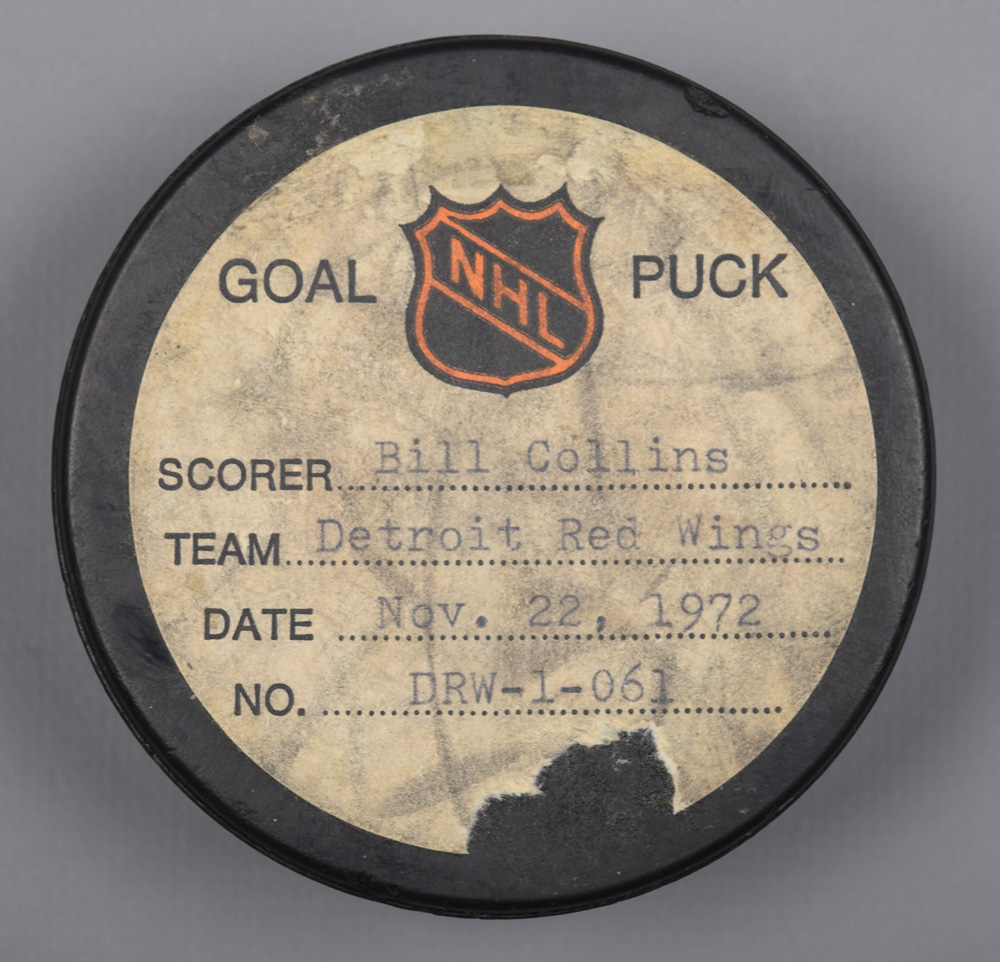 GOAL NHL PUCK
SCORER Bill Collins
TEAM Detroit Red Wings
DATE Nov. 22, 1972
NO. DRW-1-061